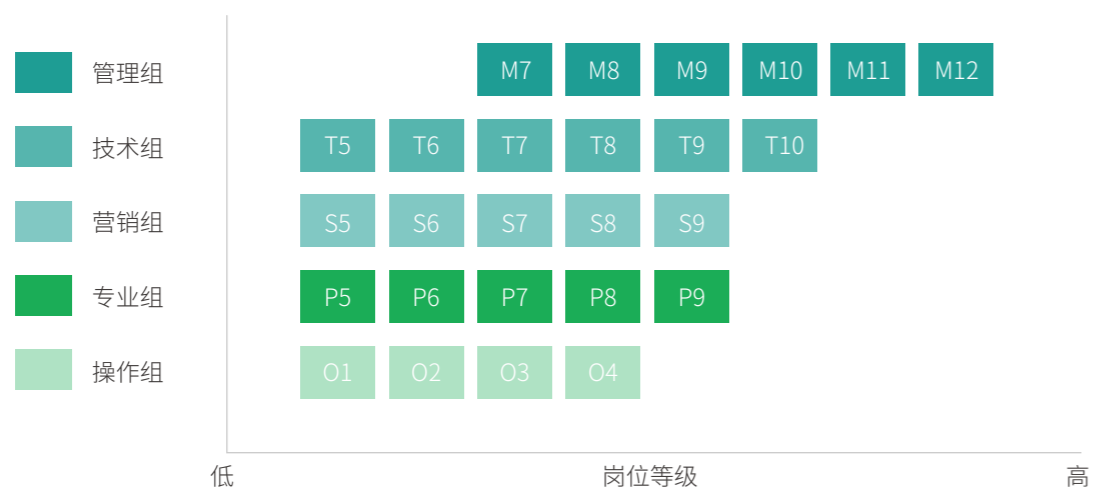 管理组 M7 M8 M9 M10 M11 M12
技术组 T5 T6 T7 T8 T9 T10
营销组 S5 S6 S7 S8 S9
专业组 P5 P6 P7 P8 P9
操作组 O1 O2 O3 O4
低 岗位等级 高